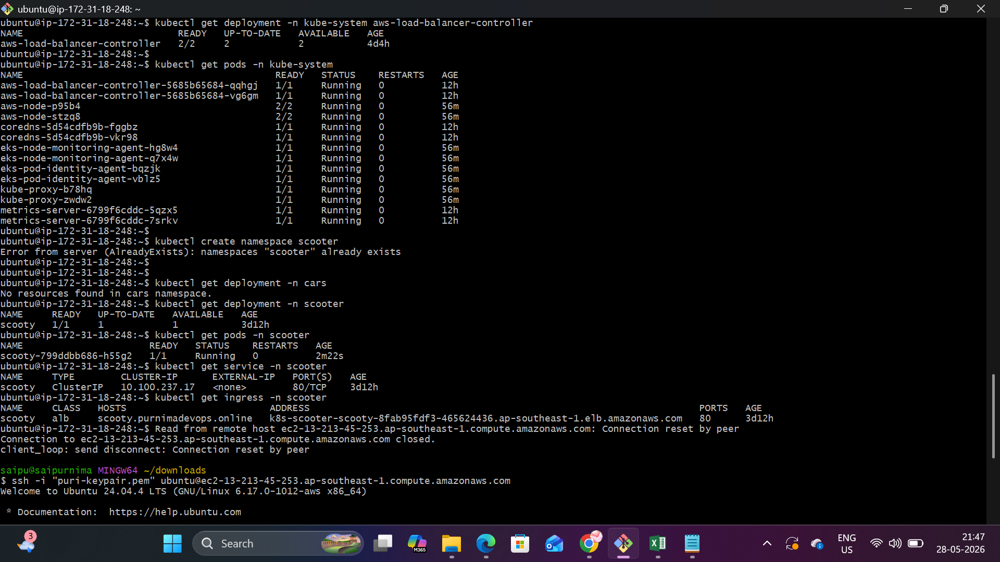 ubuntu@ip-172-31-18-248: ~
ubuntu@ip-172-31-18-248:~$ kubectl get deployment -n kube-system aws-load-balancer-controller
NAME                           READY   UP-TO-DATE   AVAILABLE   AGE
aws-load-balancer-controller   2/2     2            2           4d4h
ubuntu@ip-172-31-18-248:~$
ubuntu@ip-172-31-18-248:~$ kubectl get pods -n kube-system
NAME                                            READY   STATUS    RESTARTS   AGE
aws-load-balancer-controller-5685b65684-qqhgj   1/1     Running   0          12h
aws-load-balancer-controller-5685b65684-vg6gm   1/1     Running   0          12h
aws-node-p95b4                                  2/2     Running   0          56m
aws-node-stzq8                                  2/2     Running   0          56m
coredns-5d54cdfb9b-fggbz                        1/1     Running   0          12h
coredns-5d54cdfb9b-vkr98                        1/1     Running   0          12h
eks-node-monitoring-agent-hg8w4                 1/1     Running   0          56m
eks-node-monitoring-agent-q7x4w                 1/1     Running   0          56m
eks-pod-identity-agent-bqzjk                    1/1     Running   0          56m
eks-pod-identity-agent-vblz5                    1/1     Running   0          56m
kube-proxy-b78hq                                1/1     Running   0          56m
kube-proxy-zwdw2                                1/1     Running   0          56m
metrics-server-6799f6cddc-5qzx5                 1/1     Running   0          12h
metrics-server-6799f6cddc-7srkv                 1/1     Running   0          12h
ubuntu@ip-172-31-18-248:~$
ubuntu@ip-172-31-18-248:~$ kubectl create namespace scooter
Error from server (AlreadyExists): namespaces "scooter" already exists
ubuntu@ip-172-31-18-248:~$
ubuntu@ip-172-31-18-248:~$
ubuntu@ip-172-31-18-248:~$ kubectl get deployment -n cars
No resources found in cars namespace.
ubuntu@ip-172-31-18-248:~$ kubectl get deployment -n scooter
NAME     READY   UP-TO-DATE   AVAILABLE   AGE
scooty   1/1     1            1           3d12h
ubuntu@ip-172-31-18-248:~$ kubectl get pods -n scooter
NAME                      READY   STATUS    RESTARTS   AGE
scooty-799ddbb686-h55g2   1/1     Running   0          2m22s
ubuntu@ip-172-31-18-248:~$ kubectl get service -n scooter
NAME     TYPE        CLUSTER-IP      EXTERNAL-IP   PORT(S)   AGE
scooty   ClusterIP   10.100.237.17   <none>        80/TCP    3d12h
ubuntu@ip-172-31-18-248:~$ kubectl get ingress -n scooter
NAME     CLASS   HOSTS                         ADDRESS                                                                    PORTS   AGE
scooty   alb     scooty.purnimadevops.online   k8s-scooter-scooty-8fab95fdf3-465624436.ap-southeast-1.elb.amazonaws.com   80      3d12h
ubuntu@ip-172-31-18-248:~$ Read from remote host ec2-13-213-45-253.ap-southeast-1.compute.amazonaws.com: Connection reset by peer
Connection to ec2-13-213-45-253.ap-southeast-1.compute.amazonaws.com closed.
client_loop: send disconnect: Connection reset by peer
saipu@saipurnima MINGW64 ~/downloads
$ ssh -i "puri-keypair.pem" ubuntu@ec2-13-213-45-253.ap-southeast-1.compute.amazonaws.com
Welcome to Ubuntu 24.04.4 LTS (GNU/Linux 6.17.0-1012-aws x86_64)
 * Documentation:  https://help.ubuntu.com
3
Search
M365
ENG
US
21:47
28-05-2026